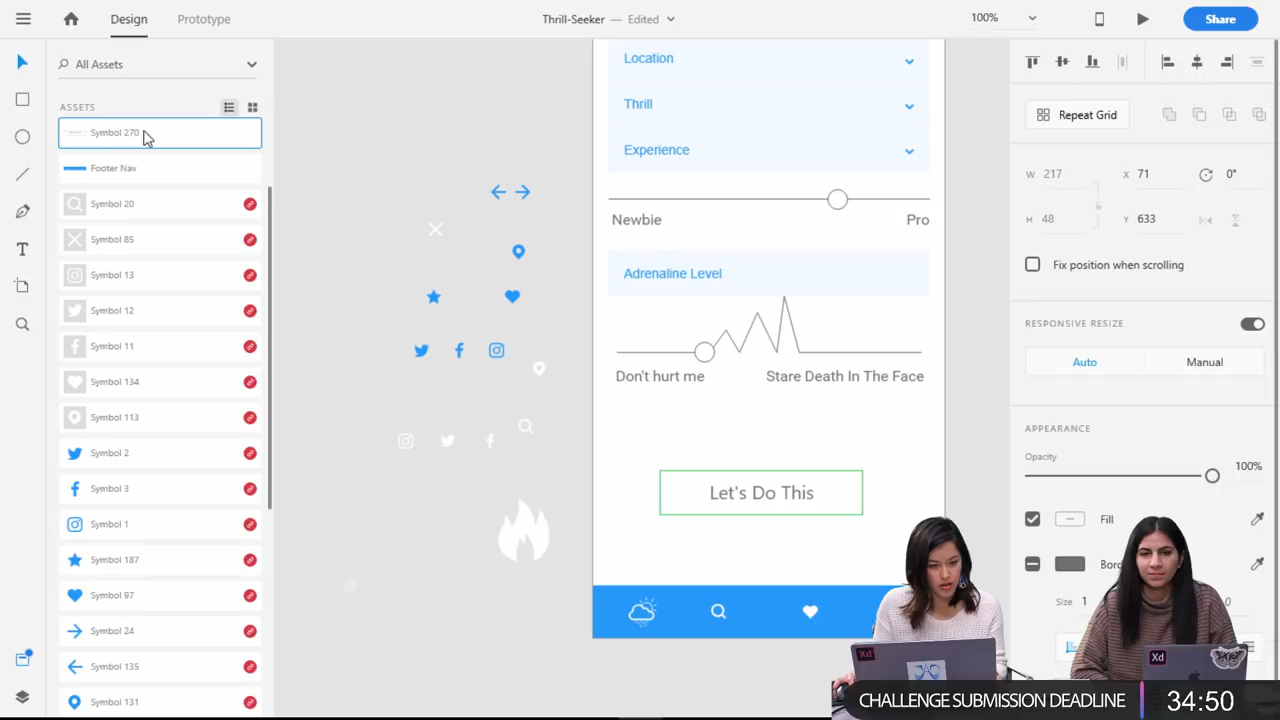 Design
Prototype
Thrill-Seeker – Edited
100%
Share
All Assets
ASSETS
Symbol 270
Footer Nav
Symbol 20
Symbol 85
Symbol 13
Symbol 12
Symbol 11
Symbol 134
Symbol 113
Symbol 2
Symbol 3
Symbol 1
Symbol 187
Symbol 97
Symbol 24
Symbol 135
Symbol 131
Location
Thrill
Experience
Newbie
Pro
Adrenaline Level
Don't hurt me
Stare Death In The Face
Let's Do This
Repeat Grid
W 217
X 71
0°
H 48
Y 633
Fix position when scrolling
RESPONSIVE RESIZE
Auto
Manual
APPEARANCE
Opacity
100%
Fill
Size 1
Xd
Xd
CHALLENGE SUBMISSION DEADLINE
34:50